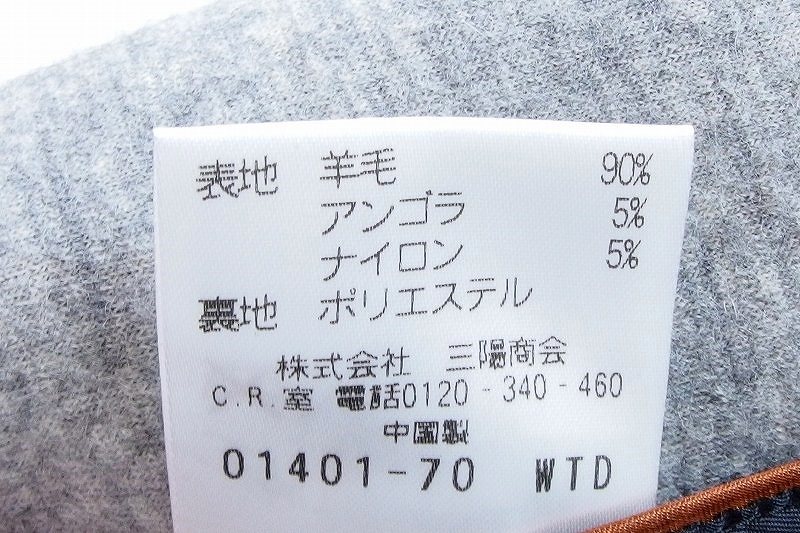 表地 羊毛 90%
アンゴラ 5%
ナイロン 5%
裏地 ポリエステル
株式会社 三陽商会
C.R.室 電話0120-340-460
中国製
01401-70 WTD